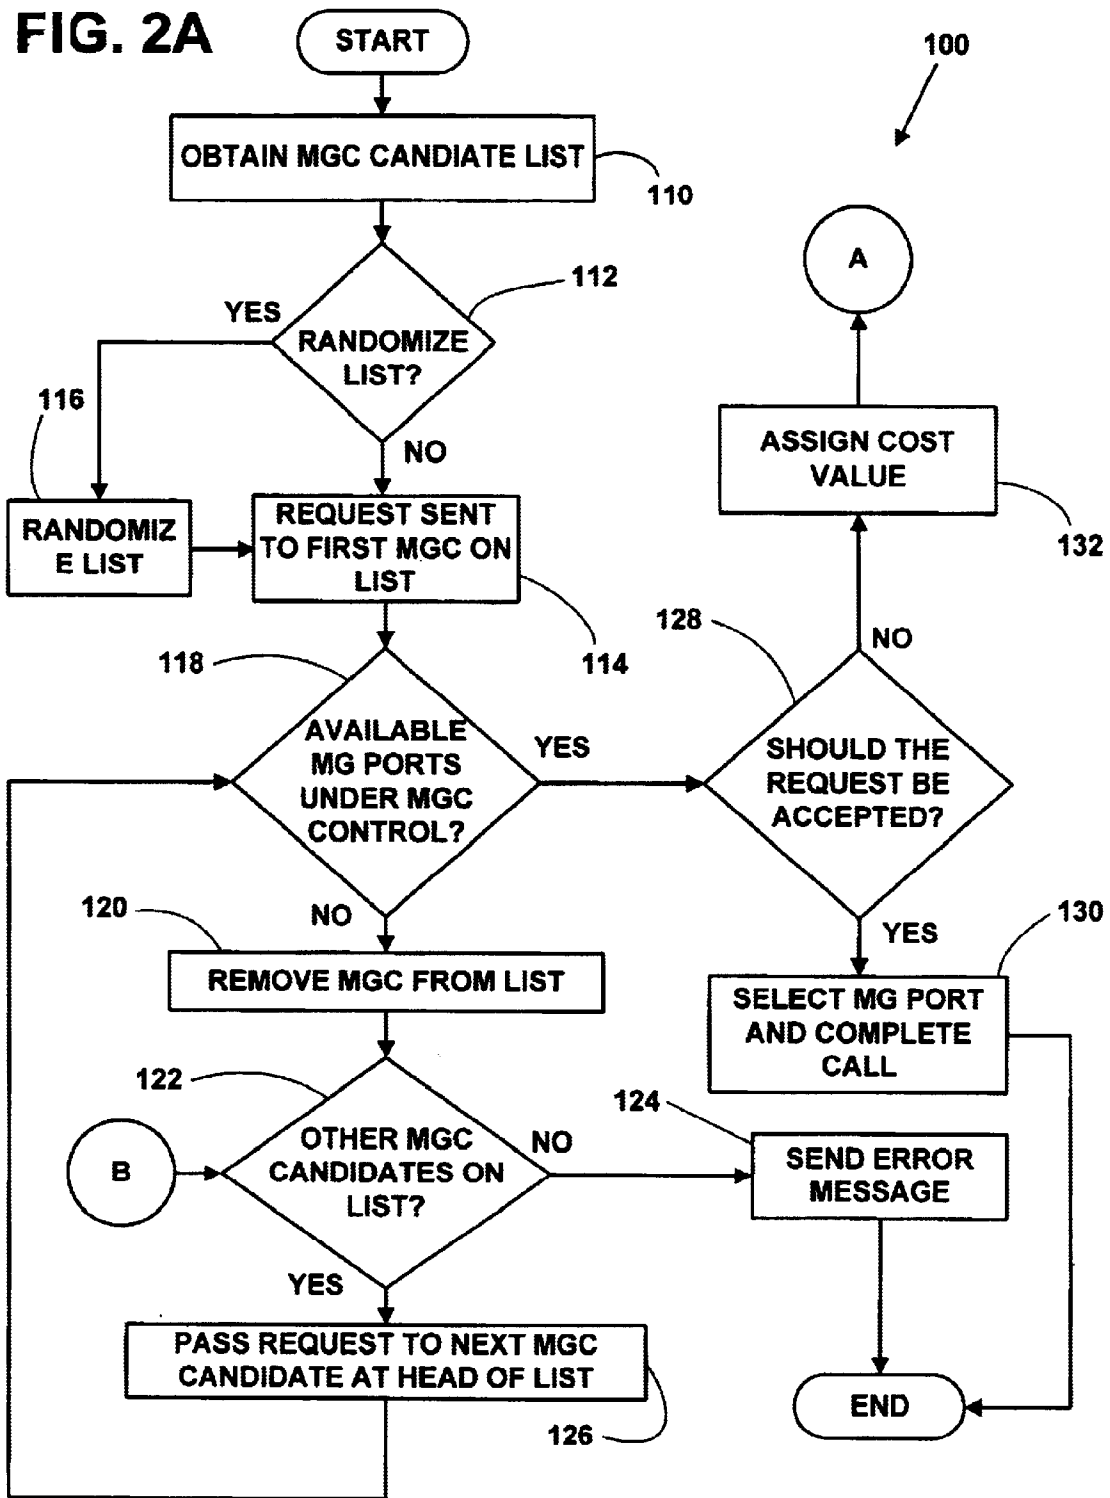 FIG. 2A
START
100
OBTAIN MGC CANDIATE LIST
110
A
112
YES
RANDOMIZE
LIST?
116
NO
ASSIGN COST
VALUE
132
RANDOMIZ
E LIST
REQUEST SENT
TO FIRST MGC ON
LIST
114
118
128
NO
AVAILABLE
MG PORTS
UNDER MGC
CONTROL?
YES
SHOULD THE
REQUEST BE
ACCEPTED?
NO
120
YES
130
REMOVE MGC FROM LIST
SELECT MG PORT
AND COMPLETE
CALL
122
124
B
OTHER MGC
CANDIDATES ON
LIST?
NO
SEND ERROR
MESSAGE
YES
PASS REQUEST TO NEXT MGC
CANDIDATE AT HEAD OF LIST
126
END